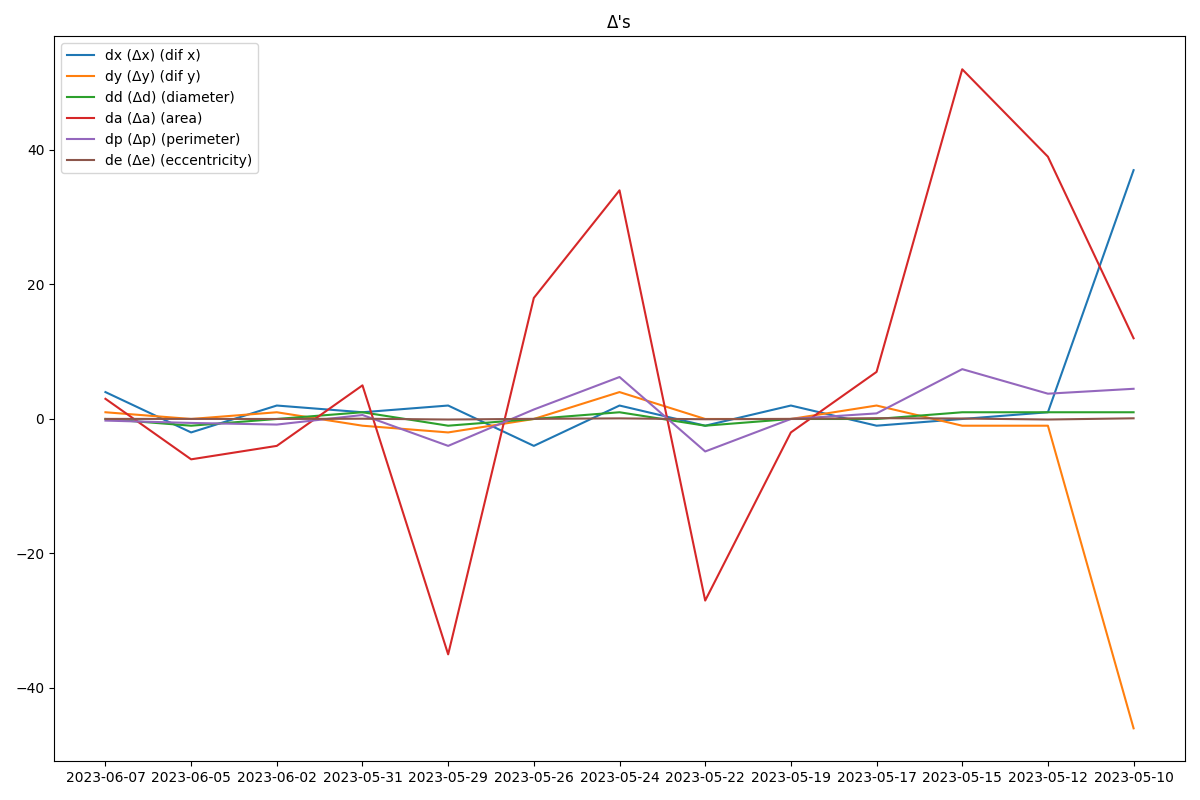 Δ's
dx (Δx) (dif x)
dy (Δy) (dif y)
dd (Δd) (diameter)
da (Δa) (area)
dp (Δp) (perimeter)
de (Δe) (eccentricity)
40
20
0
−20
−40
2023-06-07 2023-06-05 2023-06-02 2023-05-31 2023-05-29 2023-05-26 2023-05-24 2023-05-22 2023-05-19 2023-05-17 2023-05-15 2023-05-12 2023-05-10